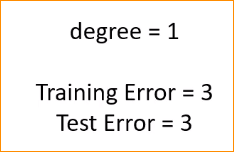 degree = 1
Training Error = 3
Test Error = 3